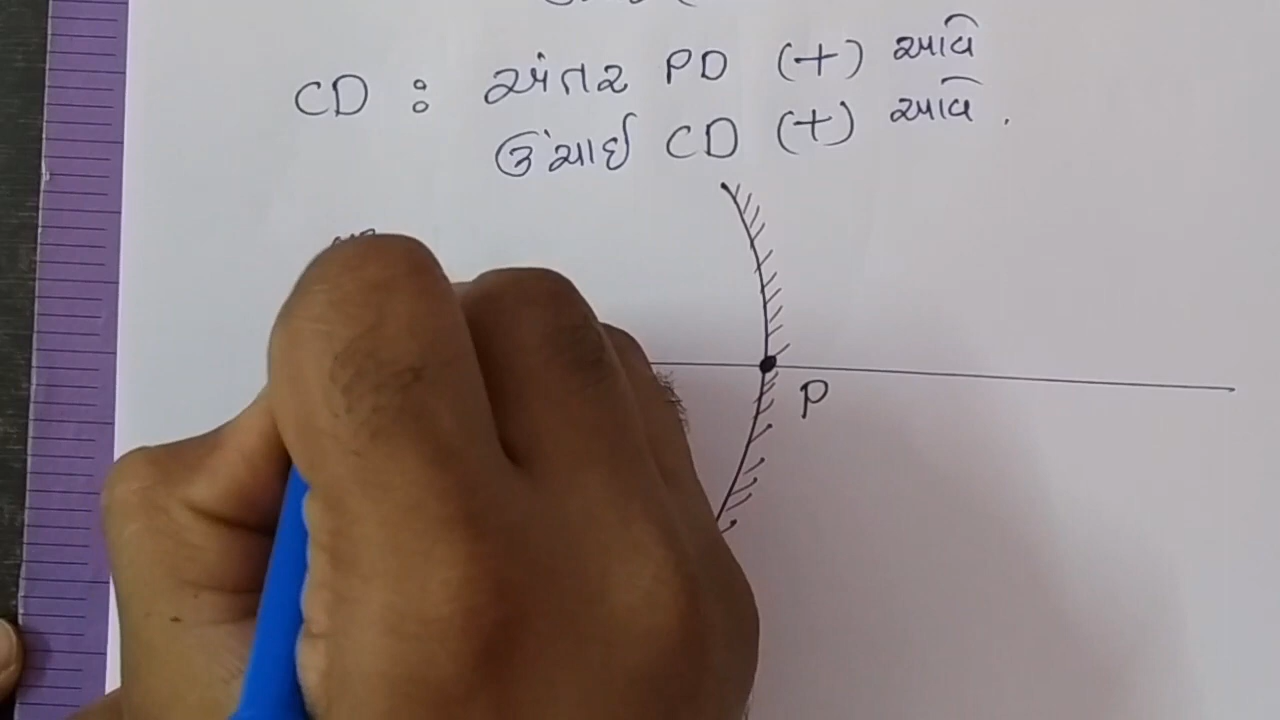 CD : અંતર PD (+) આવે
ઉંચાઈ CD (+) આવે .
P